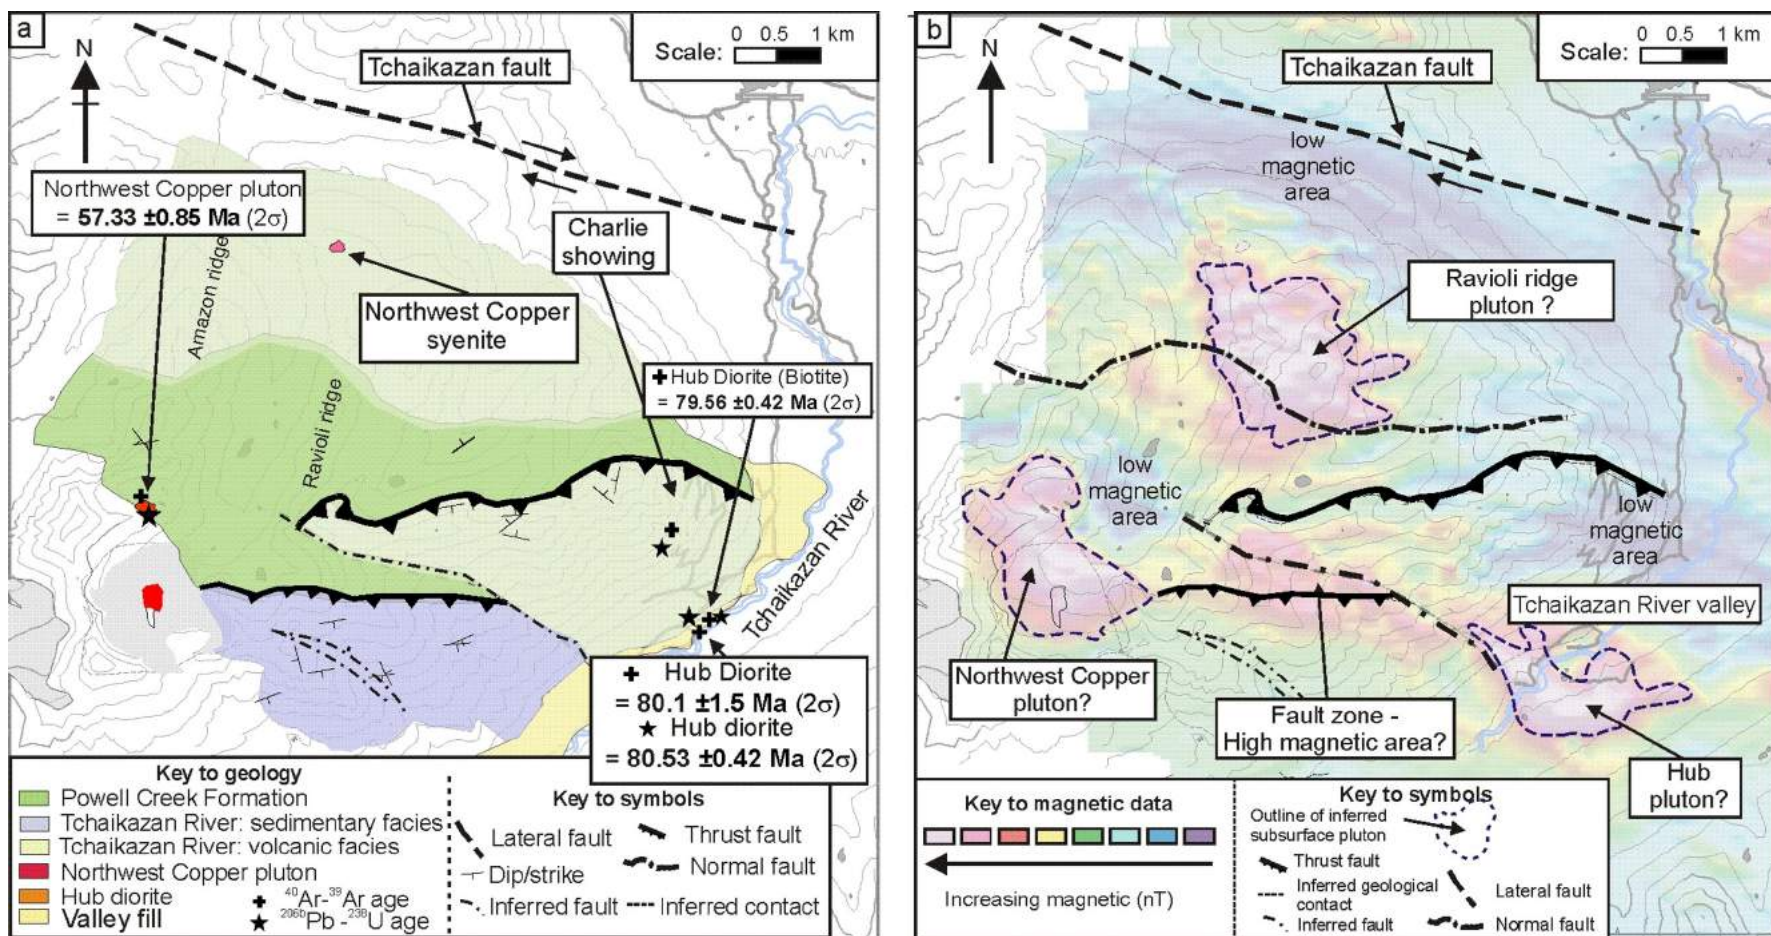 a
N
Scale: 0 0.5 1 km
Tchaikazan fault
Northwest Copper pluton
= 57.33 ±0.85 Ma (2σ)
Amazon ridge
Charlie
showing
Northwest Copper
syenite
Ravioli ridge
Hub Diorite (Biotite)
= 79.56 ±0.42 Ma (2σ)
Tchaikazan River
Hub Diorite
= 80.1 ±1.5 Ma (2σ)
Hub diorite
= 80.53 ±0.42 Ma (2σ)
Key to geology
Powell Creek Formation
Tchaikazan River: sedimentary facies
Tchaikazan River: volcanic facies
Northwest Copper pluton
Hub diorite
Valley fill
40Ar-39Ar age
206bPb-238U age
Key to symbols
Lateral fault
Thrust fault
Dip/strike
Normal fault
Inferred fault
Inferred contact
b
N
Scale: 0 0.5 1 km
Tchaikazan fault
low
magnetic
area
Ravioli ridge
pluton ?
low
magnetic
area
low
magnetic
area
Tchaikazan River valley
Northwest Copper
pluton?
Fault zone -
High magnetic area?
Hub
pluton?
Key to magnetic data
Increasing magnetic (nT)
Key to symbols
Outline of inferred
subsurface pluton
Thrust fault
Inferred geological
contact
Lateral fault
Inferred fault
Normal fault